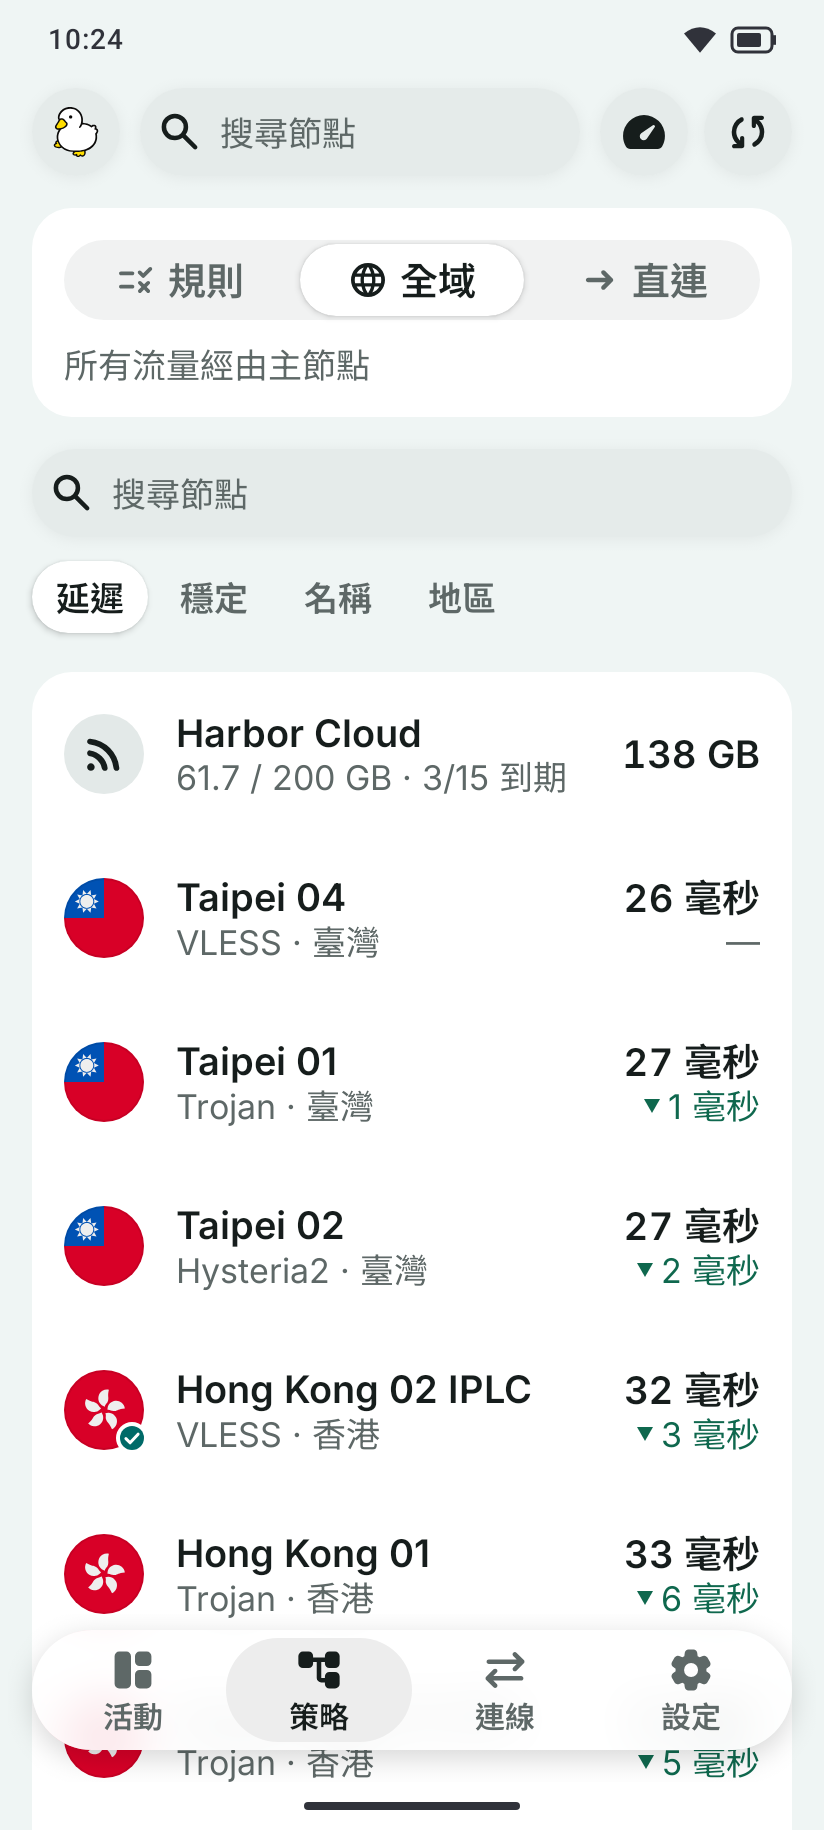 10:24
搜尋節點
規則
全域
直連
所有流量經由主節點
搜尋節點
延遲
穩定
名稱
地區
Harbor Cloud
138 GB
61.7 / 200 GB · 3/15 到期
Taipei 04
26 毫秒
VLESS · 臺灣
—
Taipei 01
27 毫秒
Trojan · 臺灣
▼1 毫秒
Taipei 02
27 毫秒
Hysteria2 · 臺灣
▼2 毫秒
Hong Kong 02 IPLC
32 毫秒
VLESS · 香港
▼3 毫秒
Hong Kong 01
33 毫秒
Trojan · 香港
▼6 毫秒
活動
策略
連線
設定
Trojan · 香港
▼5 毫秒